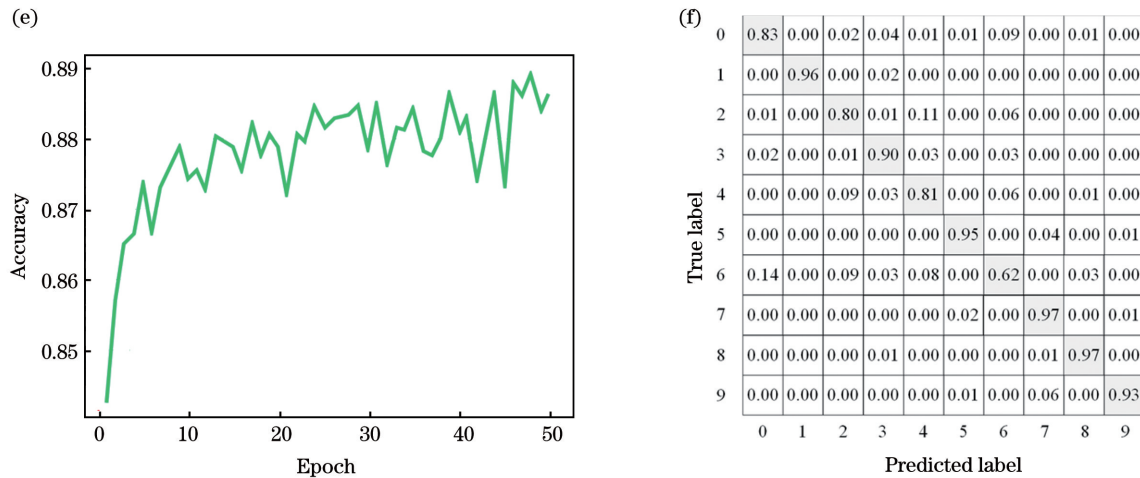 (e)
0.89
0.88
0.87
0.86
0.85
Accuracy
0 10 20 30 40 50
Epoch
(f)
True label
0 0.83 0.00 0.02 0.04 0.01 0.01 0.09 0.00 0.01 0.00
1 0.00 0.96 0.00 0.02 0.00 0.00 0.00 0.00 0.00 0.00
2 0.01 0.00 0.80 0.01 0.11 0.00 0.06 0.00 0.00 0.00
3 0.02 0.00 0.01 0.90 0.03 0.00 0.03 0.00 0.00 0.00
4 0.00 0.00 0.09 0.03 0.81 0.00 0.06 0.00 0.01 0.00
5 0.00 0.00 0.00 0.00 0.00 0.95 0.00 0.04 0.00 0.01
6 0.14 0.00 0.09 0.03 0.08 0.00 0.62 0.00 0.03 0.00
7 0.00 0.00 0.00 0.00 0.00 0.02 0.00 0.97 0.00 0.01
8 0.00 0.00 0.00 0.01 0.00 0.00 0.00 0.01 0.97 0.00
9 0.00 0.00 0.00 0.00 0.00 0.01 0.00 0.06 0.00 0.93
0 1 2 3 4 5 6 7 8 9
Predicted label